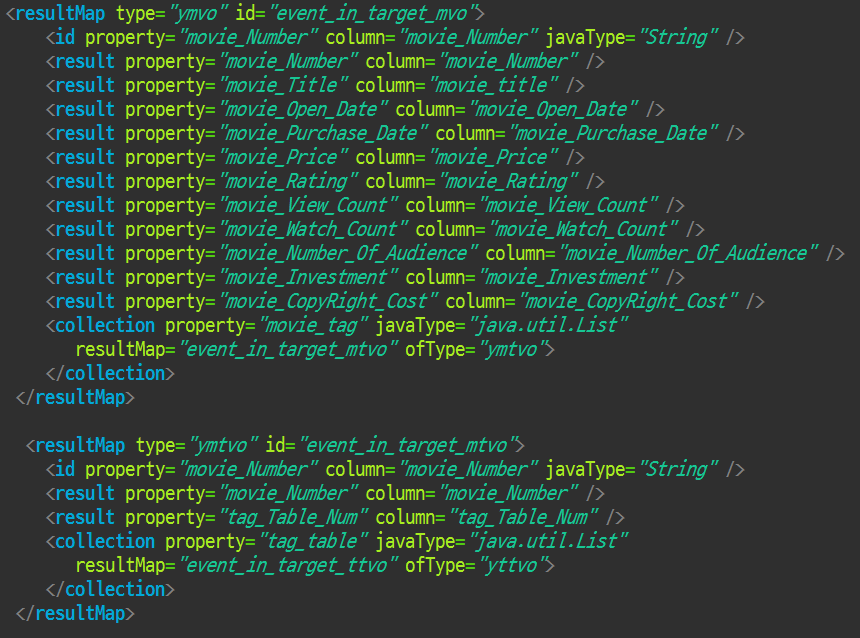 <resultMap type="ymvo" id="event_in_target_mvo">
<id property="movie_Number" column="movie_Number" javaType="String" />
<result property="movie_Number" column="movie_Number" />
<result property="movie_Title" column="movie_title" />
<result property="movie_Open_Date" column="movie_Open_Date" />
<result property="movie_Purchase_Date" column="movie_Purchase_Date" />
<result property="movie_Price" column="movie_Price" />
<result property="movie_Rating" column="movie_Rating" />
<result property="movie_View_Count" column="movie_View_Count" />
<result property="movie_Watch_Count" column="movie_Watch_Count" />
<result property="movie_Number_Of_Audience" column="movie_Number_Of_Audience" />
<result property="movie_Investment" column="movie_Investment" />
<result property="movie_CopyRight_Cost" column="movie_CopyRight_Cost" />
<collection property="movie_tag" javaType="java.util.List"
resultMap="event_in_target_mtvo" ofType="ymtvo">
</collection>
</resultMap>
<resultMap type="ymtvo" id="event_in_target_mtvo">
<id property="movie_Number" column="movie_Number" javaType="String" />
<result property="movie_Number" column="movie_Number" />
<result property="tag_Table_Num" column="tag_Table_Num" />
<collection property="tag_table" javaType="java.util.List"
resultMap="event_in_target_ttvo" ofType="yttvo">
</collection>
</resultMap>